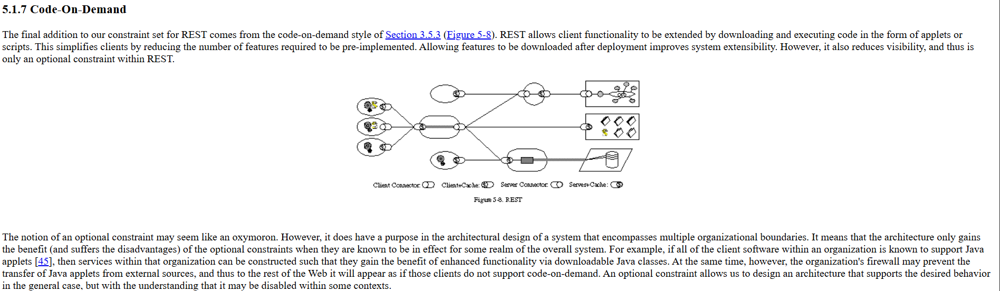 5.1.7 Code-On-Demand
The final addition to our constraint set for REST comes from the code-on-demand style of Section 3.5.3 (Figure 5-8). REST allows client functionality to be extended by downloading and executing code in the form of applets or
scripts. This simplifies clients by reducing the number of features required to be pre-implemented. Allowing features to be downloaded after deployment improves system extensibility. However, it also reduces visibility, and thus is
only an optional constraint within REST.
orb
Client Connector: Client+Cache: Server Connector: Server+Cache:
Figure 5-8. REST
The notion of an optional constraint may seem like an oxymoron. However, it does have a purpose in the architectural design of a system that encompasses multiple organizational boundaries. It means that the architecture only gains
the benefit (and suffers the disadvantages) of the optional constraints when they are known to be in effect for some realm of the overall system. For example, if all of the client software within an organization is known to support Java
applets [45], then services within that organization can be constructed such that they gain the benefit of enhanced functionality via downloadable Java classes. At the same time, however, the organization's firewall may prevent the
transfer of Java applets from external sources, and thus to the rest of the Web it will appear as if those clients do not support code-on-demand. An optional constraint allows us to design an architecture that supports the desired behavior
in the general case, but with the understanding that it may be disabled within some contexts.